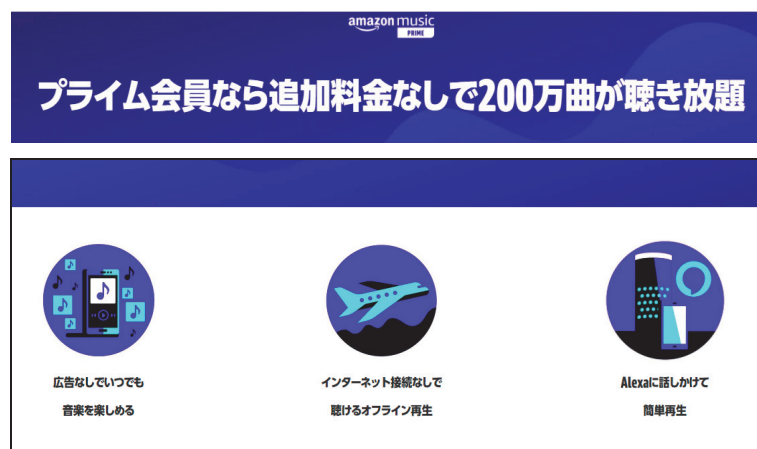 amazon music
PRIME
プライム会員なら追加料金なしで200万曲が聴き放題
広告なしでいつでも
音楽を楽しめる
インターネット接続なしで
聴けるオフライン再生
Alexaに話しかけて
簡単再生